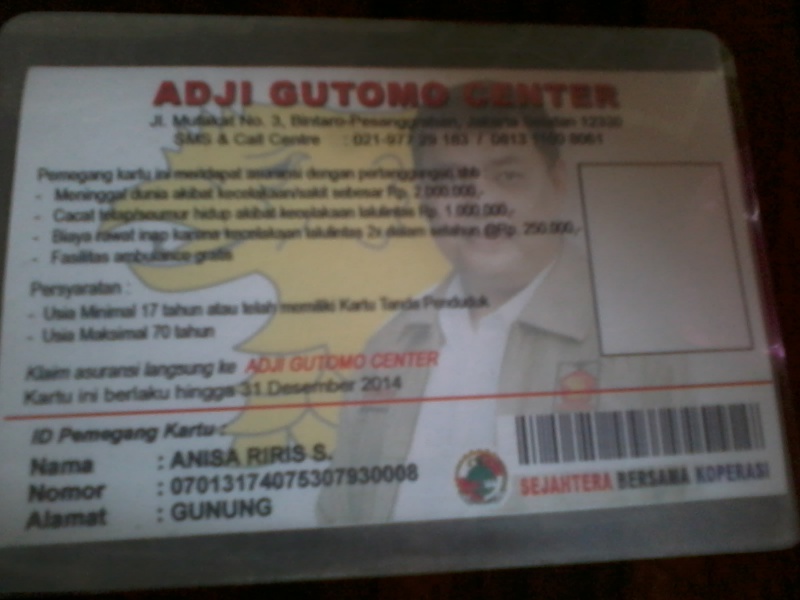 ADJI GUTOMO CENTER
Jl. Mutiakat No. 3, Bintaro-Pesanggrahan, Jakarta Selatan 12330
SMS & Call Centre : 021-977 29 163 / 0813 1100 8061
Pemegang kartu ini mendapat asuransi dengan pertanggungan sbb :
- Meninggal dunia akibat kecelakaan/sakit sebesar Rp. 2.000.000,-
- Cacat tetap/seumur hidup akibat kecelakaan lalulintas Rp. 1.000.000,-
- Biaya rawat inap karena kecelakaan lalulintas 2x dalam setahun @Rp. 250.000,-
- Fasilitas ambulance gratis
Persyaratan :
- Usia Minimal 17 tahun atau telah memiliki Kartu Tanda Penduduk
- Usia Maksimal 70 tahun
Klaim asuransi langsung ke ADJI GUTOMO CENTER
Kartu ini berlaku hingga 31 Desember 2014
ID Pemegang Kartu :
Nama : ANISA RIRIS S.
Nomor : 07013174075307930008
Alamat : GUNUNG
SEJAHTERA BERSAMA KOPERASI